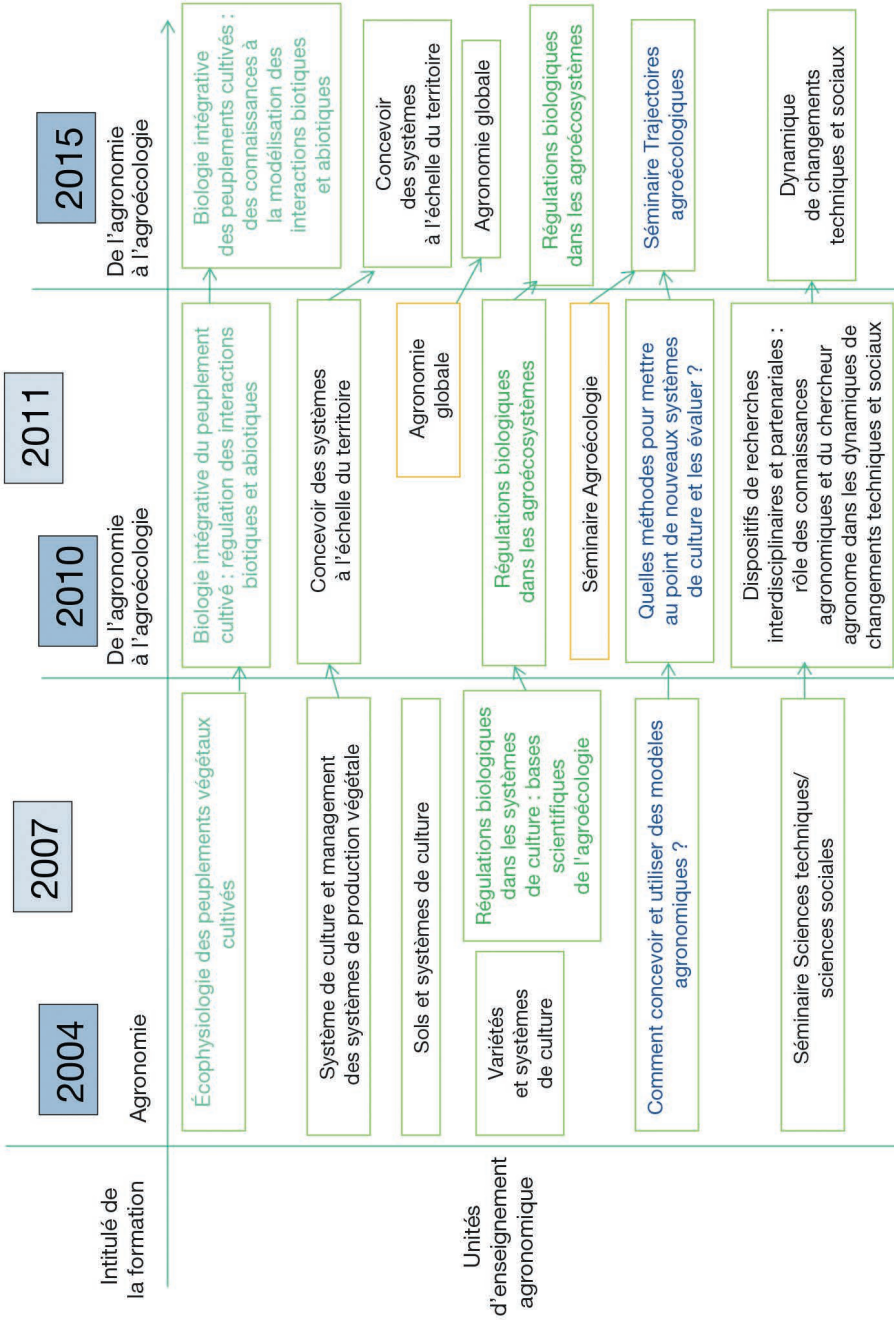 2004
2007
2010
2011
2015
Intitulé de
la formation
Agronomie
De l'agronomie
à l'agroécologie
De l'agronomie
à l'agroécologie
Unités
d'enseignement
agronomique
Écophysiologie des peuplements végétaux
cultivés
Système de culture et management
des systèmes de production végétale
Sols et systèmes de culture
Variétés
et systèmes
de culture
Régulations biologiques
dans les systèmes
de culture : bases
scientifiques
de l'agroécologie
Comment concevoir et utiliser des modèles
agronomiques ?
Séminaire Sciences techniques/
sciences sociales
Biologie intégrative du peuplement
cultivé : régulation des interactions
biotiques et abiotiques
Concevoir des systèmes
à l'échelle du territoire
Agronomie
globale
Régulations biologiques
dans les agroécosystèmes
Séminaire Agroécologie
Quelles méthodes pour mettre
au point de nouveaux systèmes
de culture et les évaluer ?
Dispositifs de recherches
interdisciplinaires et partenariales :
rôle des connaissances
agronomiques et du chercheur
agronome dans les dynamiques de
changements techniques et sociaux
Biologie intégrative
des peuplements cultivés :
des connaissances à
la modélisation des
interactions biotiques
et abiotiques
Concevoir
des systèmes
à l'échelle du territoire
Agronomie globale
Régulations biologiques
dans les agroécosystèmes
Séminaire Trajectoires
agroécologiques
Dynamique
de changements
techniques et sociaux